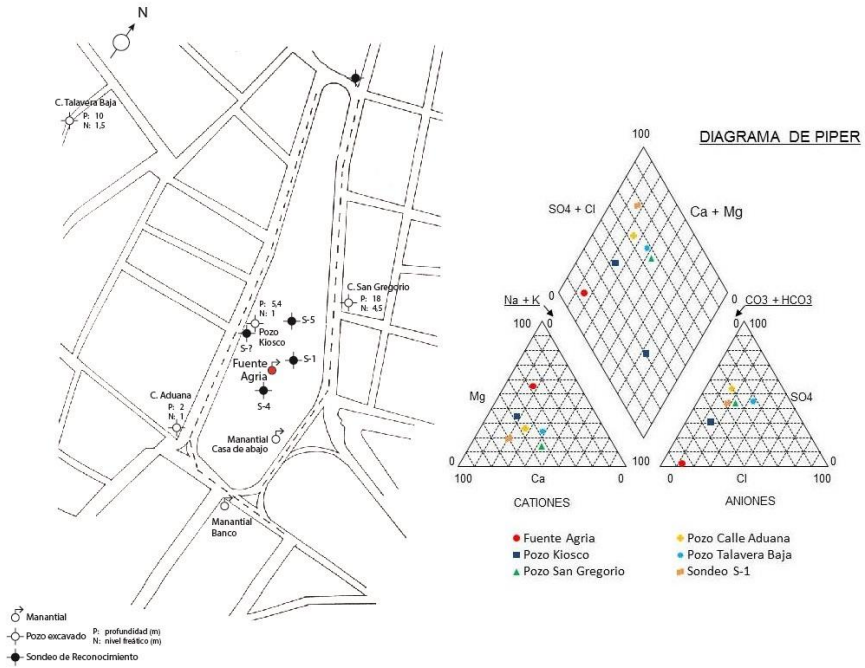 N
C. Talavera Baja
P: 10
N: 1,5
C. San Gregorio
P: 18
N: 4,5
P: 5,4
N: 1
Pozo
Kiosco
S-5
S-?
S-1
Fuente
Agria
S-4
C. Aduana
P: 2
N: 1
Manantial
Casa de abajo
Manantial
Banco
Manantial
Pozo excavado P: profundidad (m)
N: nivel freático (m)
Sondeo de Reconocimiento
DIAGRAMA DE PIPER
100
SO4 + Cl
Ca + Mg
0
0
100
Na + K
100 0
Mg
100 Ca 0
CATIONES
CO3 + HCO3
0 100
SO4
0
0 Cl 100
ANIONES
Fuente Agria
Pozo Kiosco
Pozo San Gregorio
Pozo Calle Aduana
Pozo Talavera Baja
Sondeo S-1